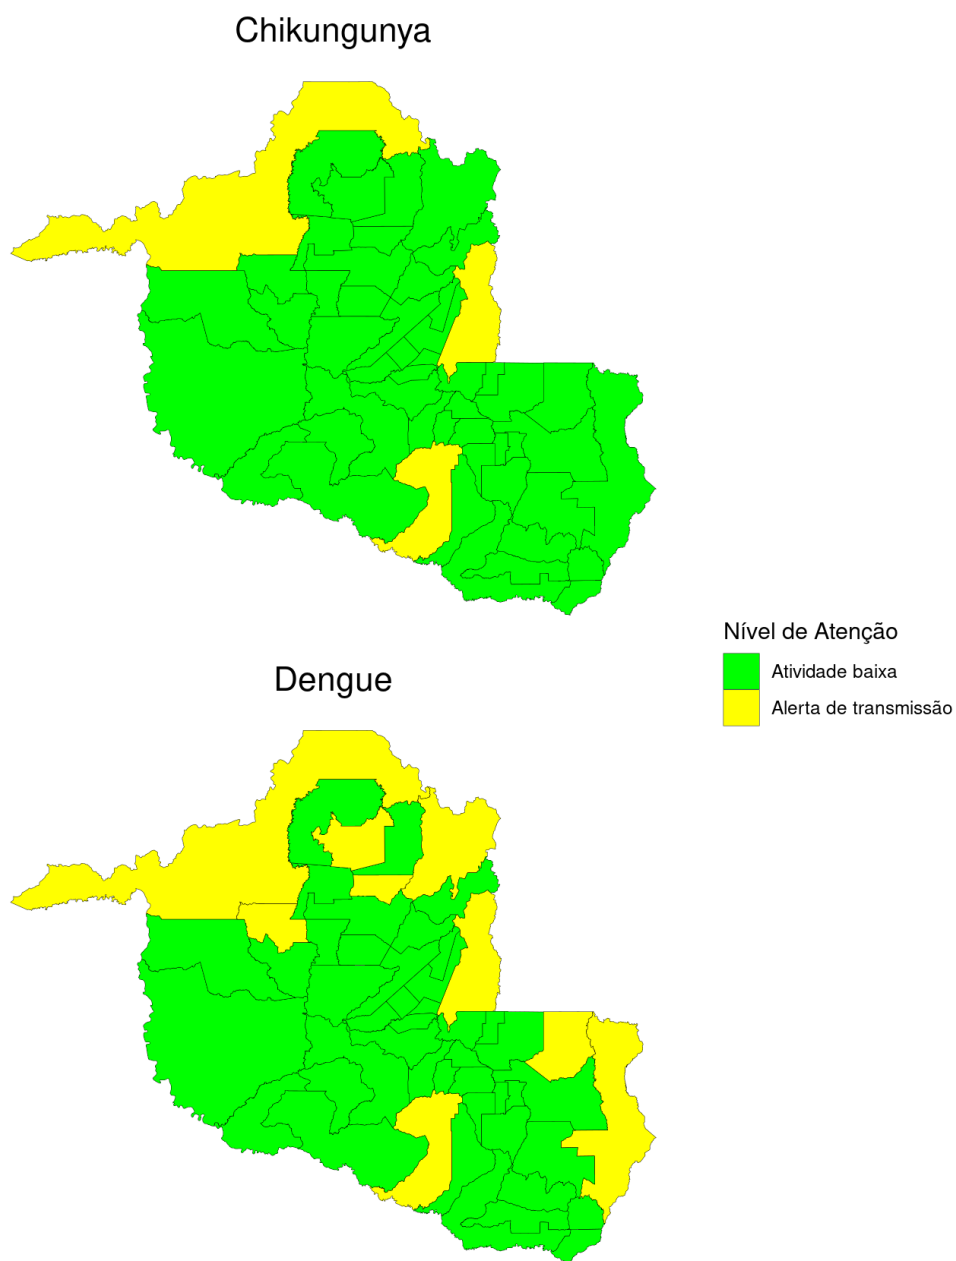 Chikungunya
Nível de Atenção
Atividade baixa
Alerta de transmissão
Dengue